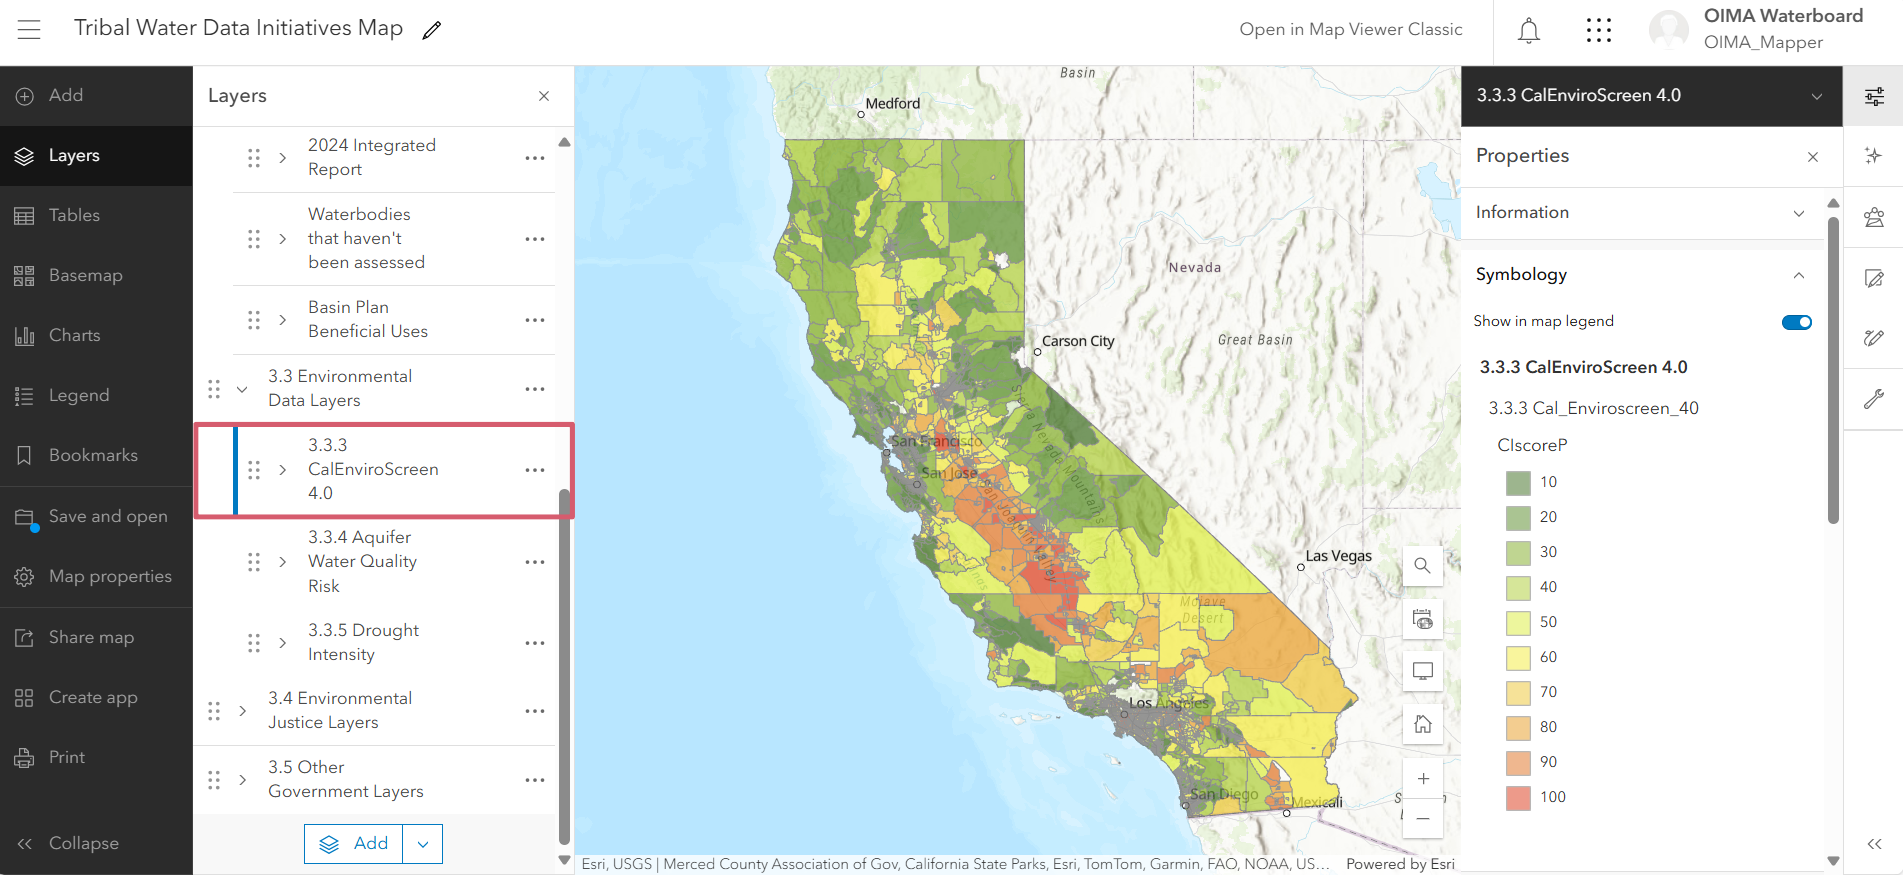 Tribal Water Data Initiatives Map
Open in Map Viewer Classic
OIMA Waterboard
OIMA_Mapper
Add
Layers
Tables
Basemap
Charts
Legend
Bookmarks
Save and open
Map properties
Share map
Create app
Print
Collapse
Layers
2024 Integrated
Report
Waterbodies
that haven't
been assessed
Basin Plan
Beneficial Uses
3.3 Environmental
Data Layers
3.3.3
CalEnviroScreen
4.0
3.3.4 Aquifer
Water Quality
Risk
3.3.5 Drought
Intensity
3.4 Environmental
Justice Layers
3.5 Other
Government Layers
Add
Basin
Medford
Nevada
Carson City
Great Basin
Sierra Nevada Mountains
San Francisco
San Jose
San Joaquin Valley
Las Vegas
Mojave
Desert
Los Angeles
San Diego
Mexicali
Esri, USGS | Merced County Association of Gov, California State Parks, Esri, TomTom, Garmin, FAO, NOAA, US...
Powered by Esri
3.3.3 CalEnviroScreen 4.0
Properties
Information
Symbology
Show in map legend
3.3.3 CalEnviroScreen 4.0
3.3.3 Cal_Enviroscreen_40
CIscoreP
10
20
30
40
50
60
70
80
90
100